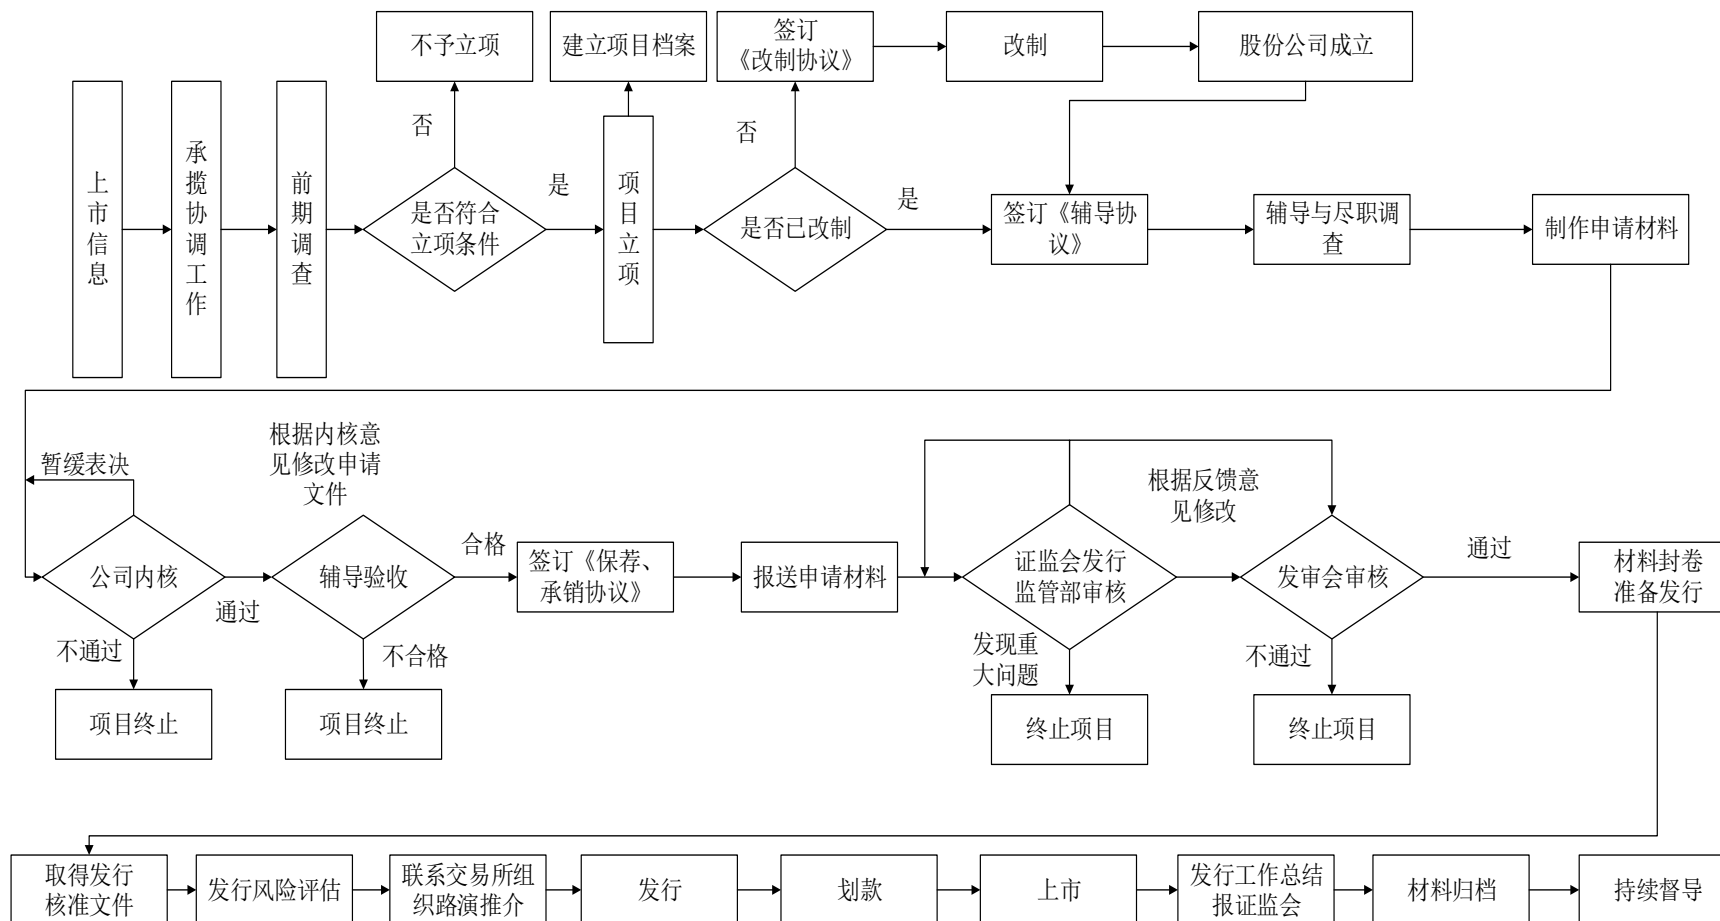 不予立项
建立项目档案
签订
《改制协议》
改制
股份公司成立
否
否
上市信息
承揽协调工作
前期调查
是否符合
立项条件
是
项目立项
是否已改制
是
签订《辅导协
议》
辅导与尽职调
查
制作申请材料
暂缓表决
根据内核意
见修改申请
文件
根据反馈意
见修改
公司内核
通过
辅导验收
合格
签订《保荐、
承销协议》
报送申请材料
证监会发行
监管部审核
发审会审核
通过
材料封卷
准备发行
不通过
不合格
发现重
大问题
不通过
项目终止
项目终止
终止项目
终止项目
取得发行
核准文件
发行风险评估
联系交易所组
织路演推介
发行
划款
上市
发行工作总结
报证监会
材料归档
持续督导